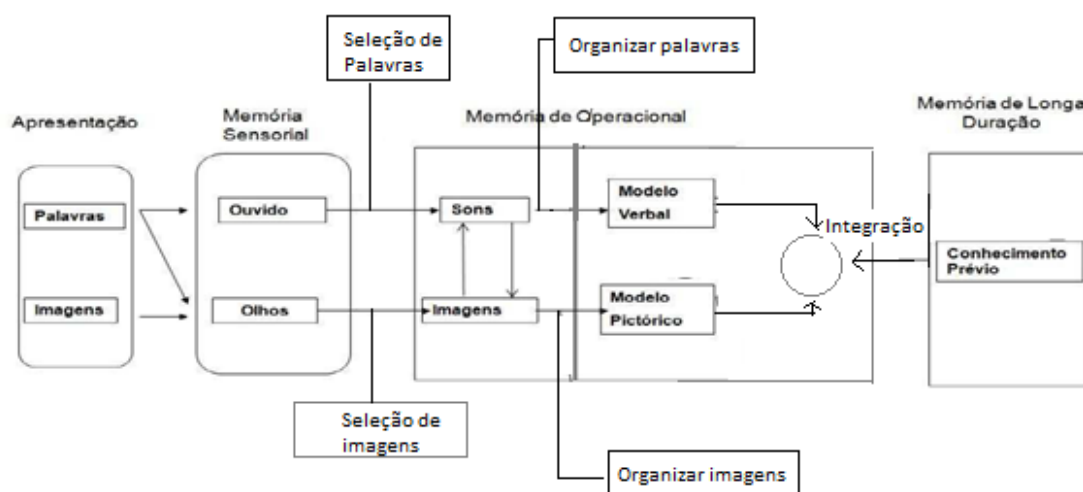 Seleção de
Palavras
Organizar palavras
Apresentação
Memória
Sensorial
Memória de Operacional
Memória de Longa
Duração
Palavras
Ouvido
Sons
Modelo
Verbal
Integração
Conhecimento
Prévio
Imagens
Olhos
Imagens
Modelo
Pictórico
Seleção de
imagens
Organizar imagens